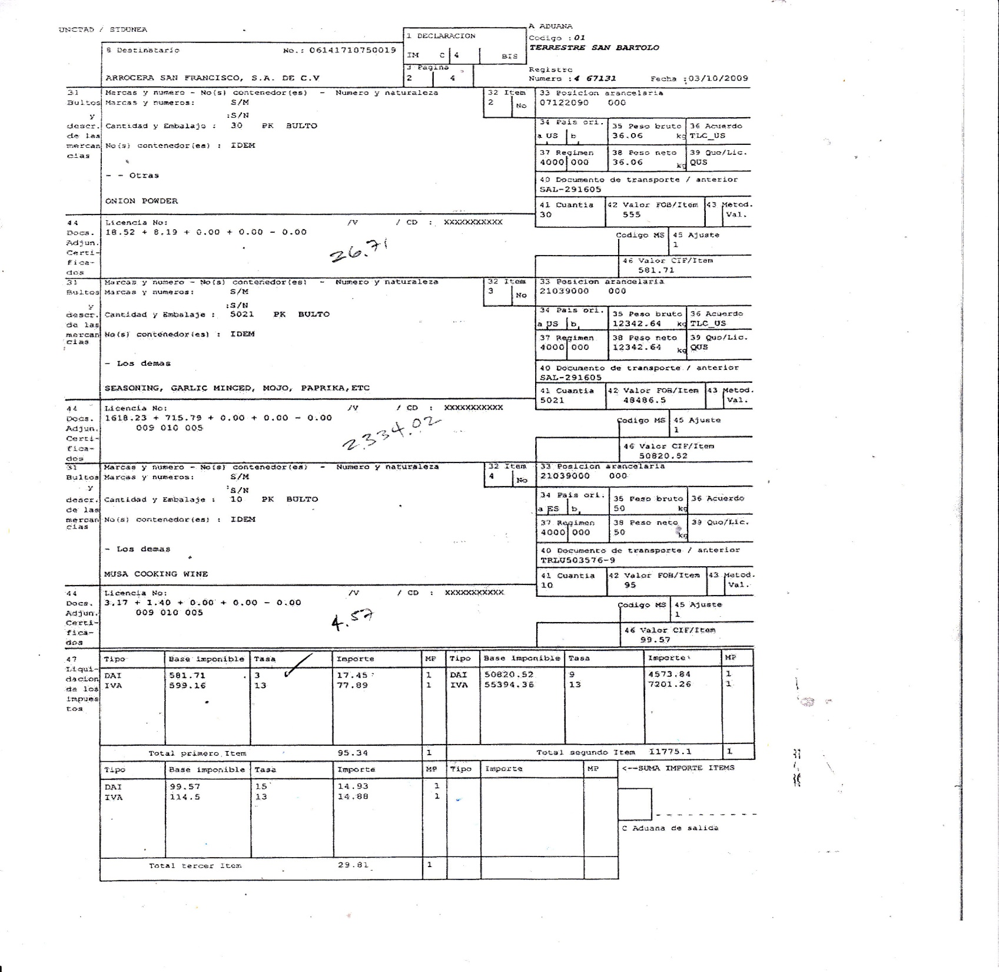 UNCTAD / SIDUNEA
1 DECLARACION
A ADUANA
Codigo : 01
TERRESTRE SAN BARTOLO
8 Destinatario No.: 06141710750019
IM C 4 BIS
3 Pagina
2 4
ARROCERA SAN FRANCISCO, S.A. DE C.V
Registro
Numero : 4 67131 Fecha : 03/10/2009
31 Marcas y numero - No(s) contenedor(es) - Numero y naturaleza 32 Item 33 Posicion arancelaria
Bultos Marcas y numeros: S/M 2 No 07122090 000
y :S/N
descr. Cantidad y Embalaje : 30 PK BULTO 34 Pais ori. 35 Peso bruto 36 Acuerdo
de las a US b 36.06 kg TLC_US
mercan No(s) contenedor(es) : IDEM 37 Regimen 38 Peso neto 39 Quo/Lic.
cias 4000 000 36.06 kg QUS
- - Otras 40 Documento de transporte / anterior
SAL-291605
ONION POWDER 41 Cuantia 42 Valor FOB/Item 43 Metod.
30 555 Val.
44 Licencia No: /V / CD : XXXXXXXXXXX
Docs. 18.52 + 8.19 + 0.00 + 0.00 - 0.00 Codigo MS 45 Ajuste
Adjun. 26.71 1
Certi-
fica- 46 Valor CIF/Item
dos 581.71
31 Marcas y numero - No(s) contenedor(es) - Numero y naturaleza 32 Item 33 Posicion arancelaria
Bultos Marcas y numeros: S/M 3 No 21039000 000
y :S/N
descr. Cantidad y Embalaje : 5021 PK BULTO 34 Pais ori. 35 Peso bruto 36 Acuerdo
de las a US b 12342.64 kg TLC_US
mercan No(s) contenedor(es) : IDEM 37 Regimen 38 Peso neto 39 Quo/Lic.
cias 4000 000 12342.64 kg QUS
- Los demas 40 Documento de transporte / anterior
SAL-291605
SEASONING, GARLIC MINCED, MOJO, PAPRIKA,ETC 41 Cuantia 42 Valor FOB/Item 43 Metod.
5021 48486.5 Val.
44 Licencia No: /V / CD : XXXXXXXXXXX
Docs. 1618.23 + 715.79 + 0.00 + 0.00 - 0.00 Codigo MS 45 Ajuste
Adjun. 009 010 005 2334.02 1
Certi-
fica- 46 Valor CIF/Item
dos 50820.52
31 Marcas y numero - No(s) contenedor(es) - Numero y naturaleza 32 Item 33 Posicion arancelaria
Bultos Marcas y numeros: S/M 4 No 21039000 000
y :S/N
descr. Cantidad y Embalaje : 10 PK BULTO 34 Pais ori. 35 Peso bruto 36 Acuerdo
de las a ES b 50 kg
mercan No(s) contenedor(es) : IDEM 37 Regimen 38 Peso neto 39 Quo/Lic.
cias 4000 000 50 kg
- Los demas 40 Documento de transporte / anterior
TRLU503576-9
MUSA COOKING WINE 41 Cuantia 42 Valor FOB/Item 43 Metod.
10 95 Val.
44 Licencia No: /V / CD : XXXXXXXXXXX
Docs. 3.17 + 1.40 + 0.00 + 0.00 - 0.00 Codigo MS 45 Ajuste
Adjun. 009 010 005 4.57 1
Certi-
fica- 46 Valor CIF/Item
dos 99.57
47 Tipo Base imponible Tasa Importe MP Tipo Base imponible Tasa Importe MP
Liqui-
dacion DAI 581.71 3 17.45 1 DAI 50820.52 9 4573.84 1
de los IVA 599.16 13 77.89 1 IVA 55394.36 13 7201.26 1
impues
tos
Total primero Item 95.34 1 Total segundo Item 11775.1 1
Tipo Base imponible Tasa Importe MP Tipo Importe MP <--SUMA IMPORTE ITEMS
DAI 99.57 15 14.93 1
IVA 114.5 13 14.88 1
C Aduana de salida
Total tercer Item 29.81 1